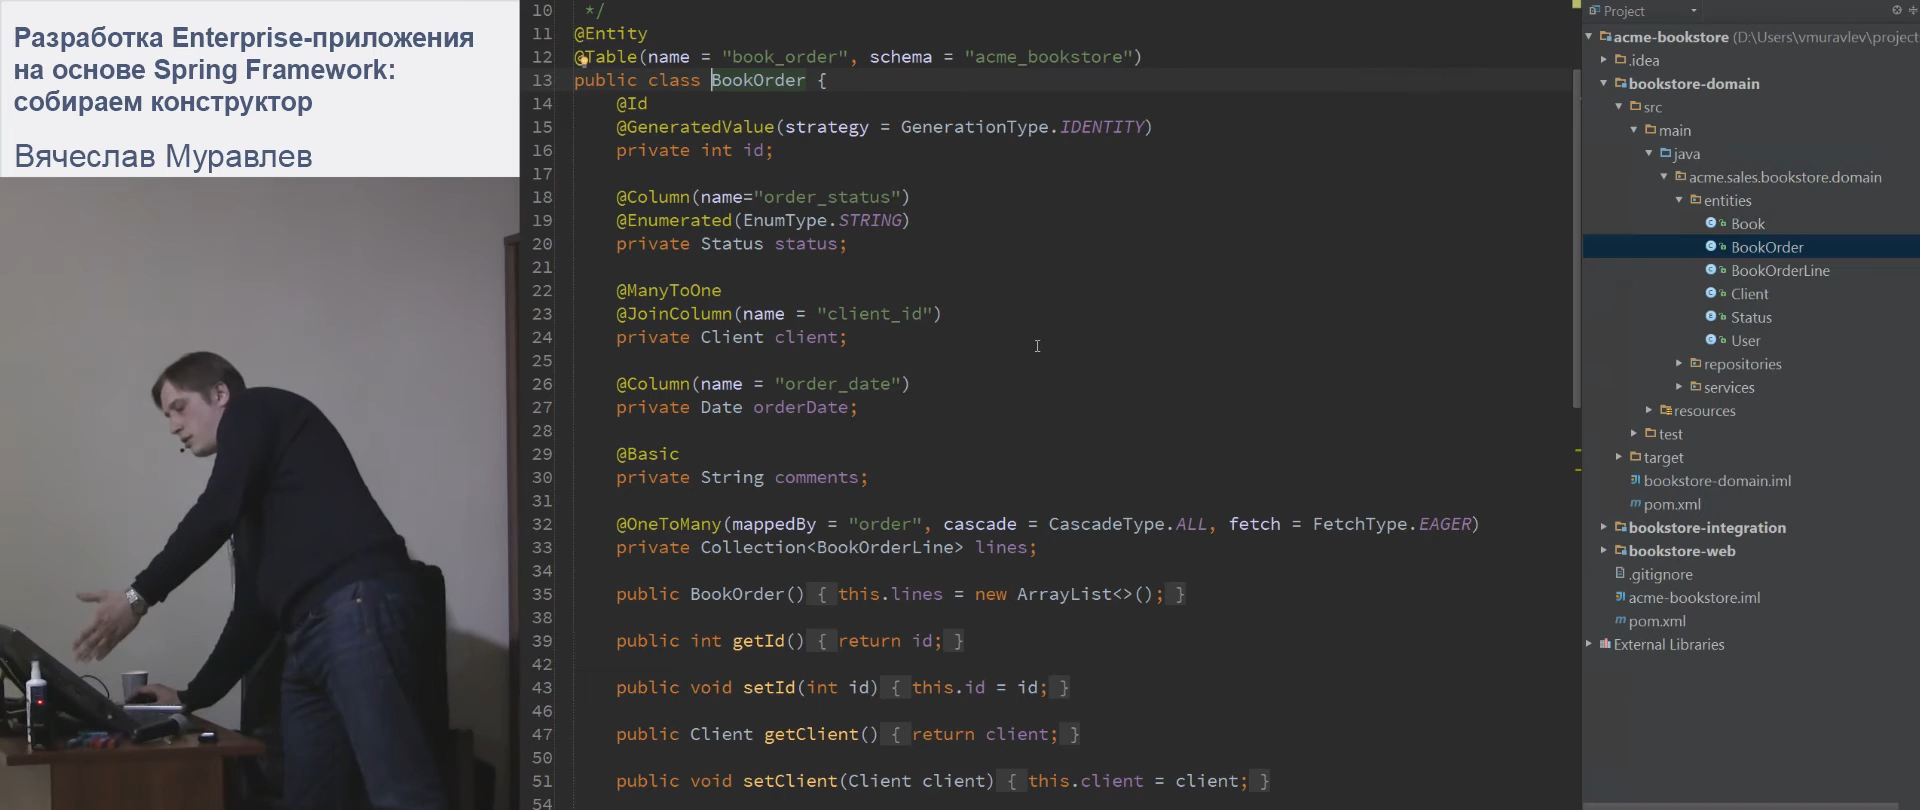 Разработка Enterprise-приложения
на основе Spring Framework:
собираем конструктор
Вячеслав Муравлев
10 */
11 @Entity
12 @Table(name = "book_order", schema = "acme_bookstore")
13 public class BookOrder {
14 @Id
15 @GeneratedValue(strategy = GenerationType.IDENTITY)
16 private int id;
17
18 @Column(name="order_status")
19 @Enumerated(EnumType.STRING)
20 private Status status;
21
22 @ManyToOne
23 @JoinColumn(name = "client_id")
24 private Client client;
25
26 @Column(name = "order_date")
27 private Date orderDate;
28
29 @Basic
30 private String comments;
31
32 @OneToMany(mappedBy = "order", cascade = CascadeType.ALL, fetch = FetchType.EAGER)
33 private Collection<BookOrderLine> lines;
34
35 public BookOrder() { this.lines = new ArrayList<>(); }
38
39 public int getId() { return id; }
42
43 public void setId(int id) { this.id = id; }
46
47 public Client getClient() { return client; }
50
51 public void setClient(Client client) { this.client = client; }
54
Project
acme-bookstore (D:\Users\vmuravlev\project
.idea
bookstore-domain
src
main
java
acme.sales.bookstore.domain
entities
Book
BookOrder
BookOrderLine
Client
Status
User
repositories
services
resources
test
target
bookstore-domain.iml
pom.xml
bookstore-integration
bookstore-web
.gitignore
acme-bookstore.iml
pom.xml
External Libraries